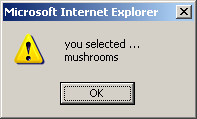 Microsoft Internet Explorer
you selected ...
mushrooms
OK